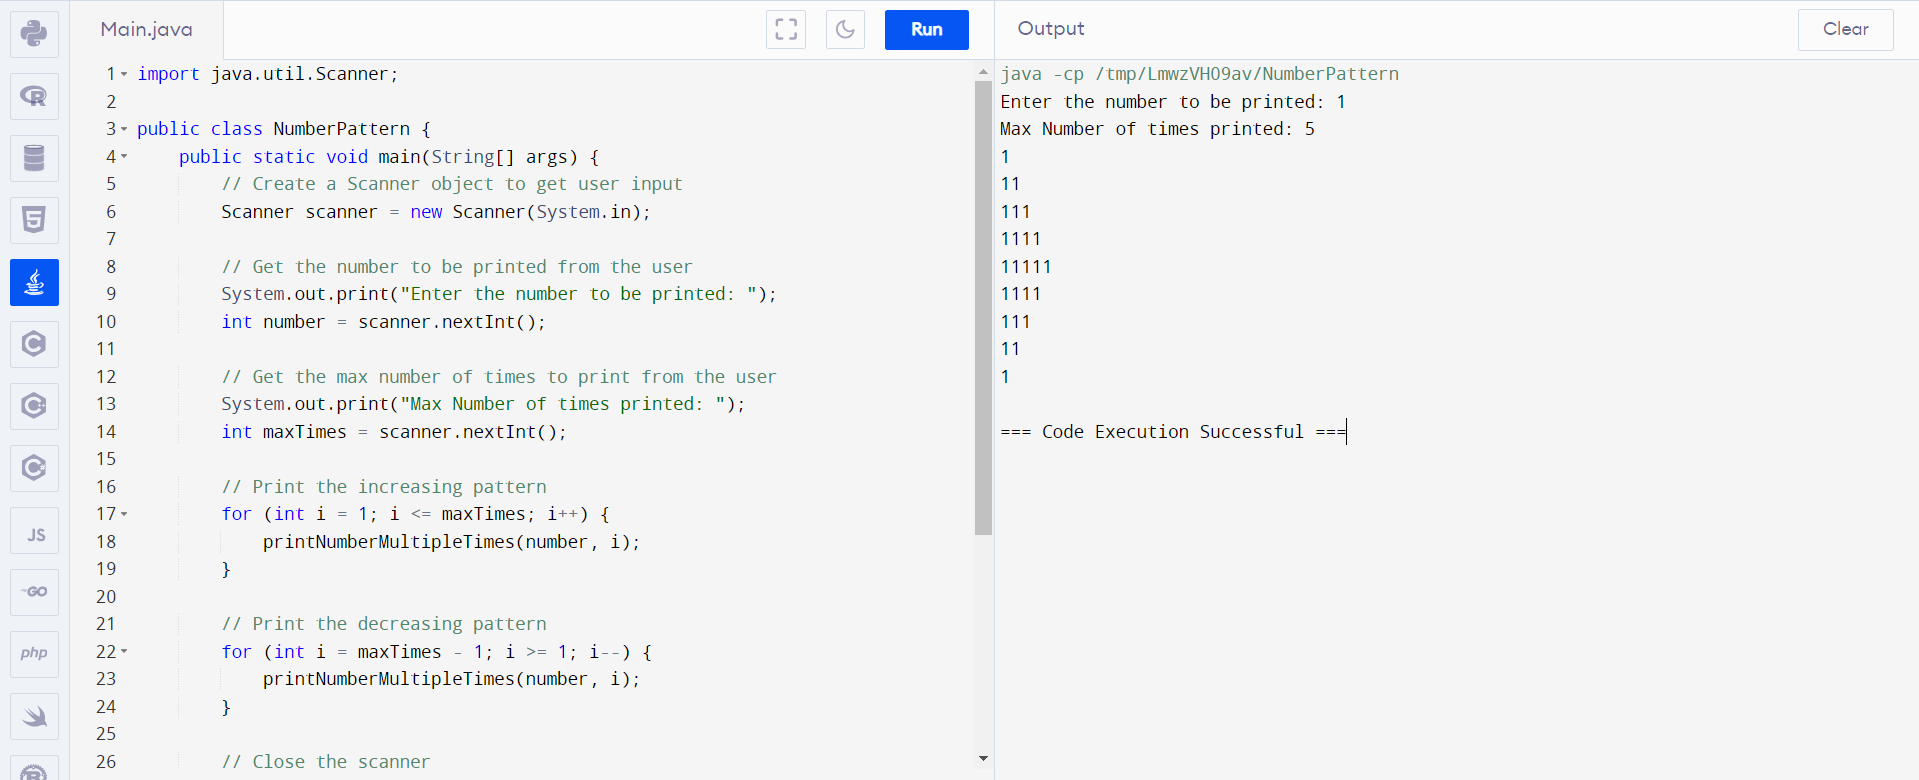 Main.java
Run
Output
Clear
1 import java.util.Scanner;
2
3 public class NumberPattern {
4     public static void main(String[] args) {
5         // Create a Scanner object to get user input
6         Scanner scanner = new Scanner(System.in);
7
8         // Get the number to be printed from the user
9         System.out.print("Enter the number to be printed: ");
10         int number = scanner.nextInt();
11
12         // Get the max number of times to print from the user
13         System.out.print("Max Number of times printed: ");
14         int maxTimes = scanner.nextInt();
15
16         // Print the increasing pattern
17         for (int i = 1; i <= maxTimes; i++) {
18             printNumberMultipleTimes(number, i);
19         }
20
21         // Print the decreasing pattern
22         for (int i = maxTimes - 1; i >= 1; i--) {
23             printNumberMultipleTimes(number, i);
24         }
25
26         // Close the scanner
java -cp /tmp/LmwzVHO9av/NumberPattern
Enter the number to be printed: 1
Max Number of times printed: 5
1
11
111
1111
11111
1111
111
11
1
=== Code Execution Successful ===
R
5
C
C
C
JS
GO
php
R